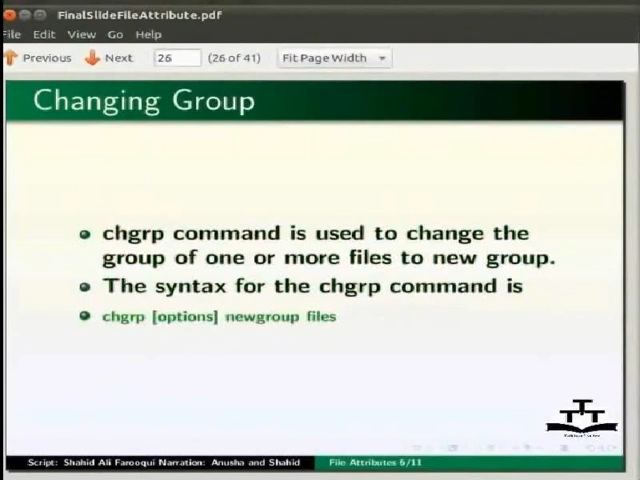 FinalSlideFileAttribute.pdf
File Edit View Go Help
Previous Next 26 (26 of 41) Fit Page Width
Changing Group
chgrp command is used to change the
group of one or more files to new group.
The syntax for the chgrp command is
chgrp [options] newgroup files
Script: Shahid Ali Farooqui Narration: Anusha and Shahid File Attributes 6/11